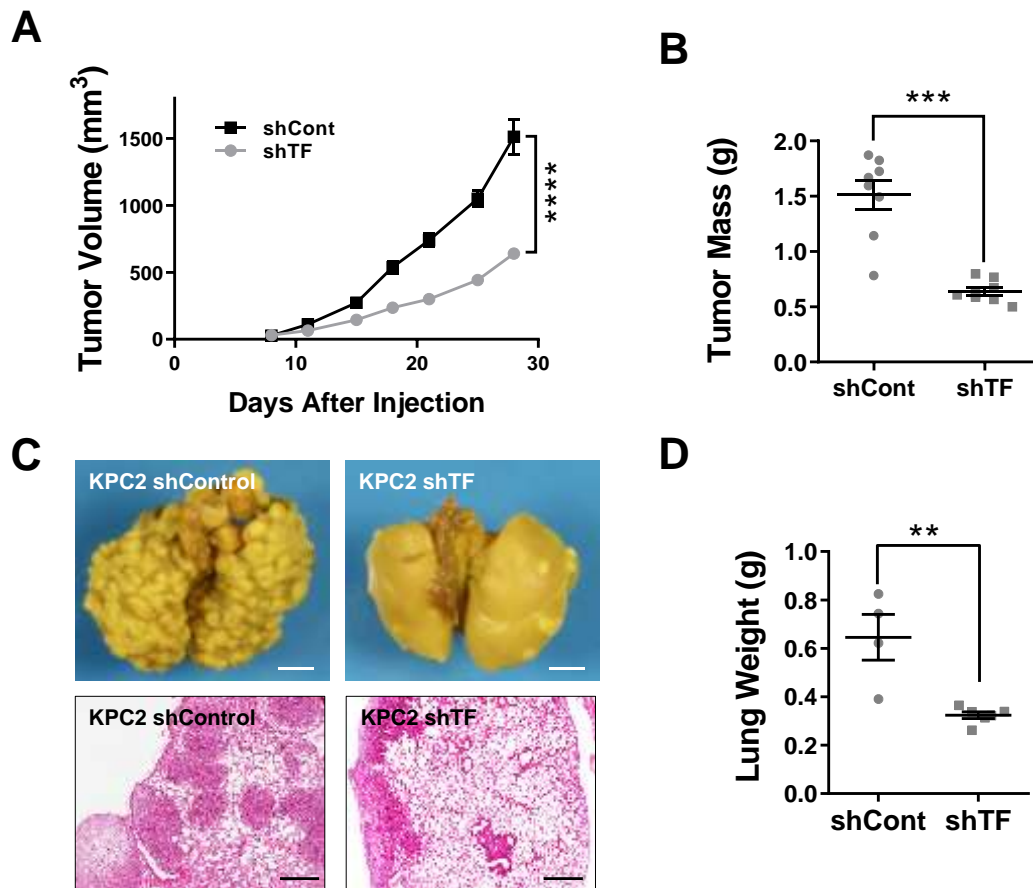 A
Tumor Volume (mm³)
1500
1000
500
0
0
10
20
30
Days After Injection
shCont
shTF
****
B
Tumor Mass (g)
2.0
1.5
1.0
0.5
0.0
shCont
shTF
***
C
KPC2 shControl
KPC2 shTF
KPC2 shControl
KPC2 shTF
D
Lung Weight (g)
1.0
0.8
0.6
0.4
0.2
0.0
shCont
shTF
**